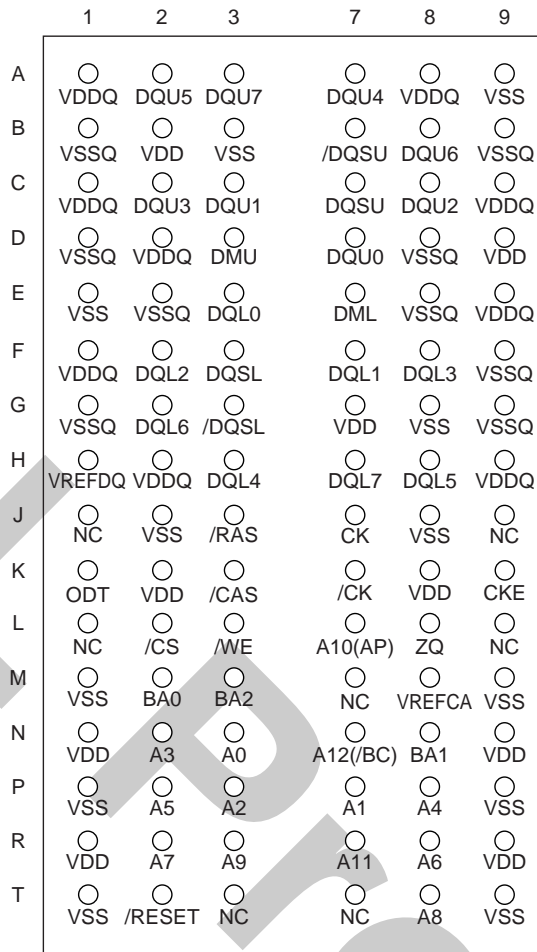 1 2 3 7 8 9
A
VDDQ DQU5 DQU7 DQU4 VDDQ VSS
B
VSSQ VDD VSS /DQSU DQU6 VSSQ
C
VDDQ DQU3 DQU1 DQSU DQU2 VDDQ
D
VSSQ VDDQ DMU DQU0 VSSQ VDD
E
VSS VSSQ DQL0 DML VSSQ VDDQ
F
VDDQ DQL2 DQSL DQL1 DQL3 VSSQ
G
VSSQ DQL6 /DQSL VDD VSS VSSQ
H
VREFDQ VDDQ DQL4 DQL7 DQL5 VDDQ
J
NC VSS /RAS CK VSS NC
K
ODT VDD /CAS /CK VDD CKE
L
NC /CS /WE A10(AP) ZQ NC
M
VSS BA0 BA2 NC VREFCA VSS
N
VDD A3 A0 A12(/BC) BA1 VDD
P
VSS A5 A2 A1 A4 VSS
R
VDD A7 A9 A11 A6 VDD
T
VSS /RESET NC NC A8 VSS